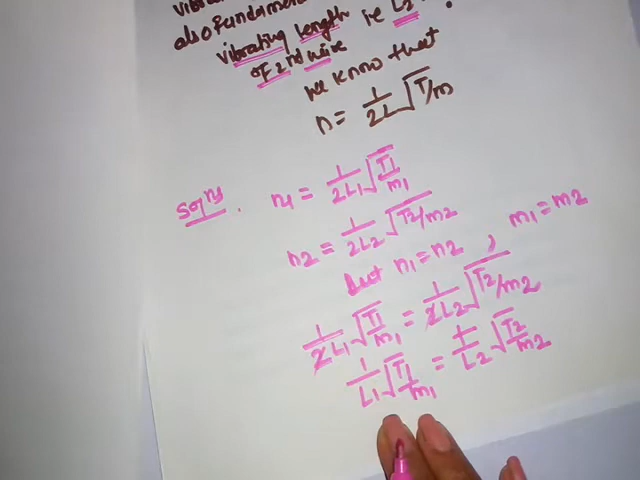 also fundamen
vibrating length ie L2
of 2nd wire
we know that
n = 1/2L √T/m
Sol^n . n1 = 1/2L1 √T1/m1
n2 = 1/2L2 √T2/m2
but n1 = n2 , m1 = m2
1/2L1 √T1/m1 = 1/2L2 √T2/m2
1/L1 √T1/m1 = 1/L2 √T2/m2